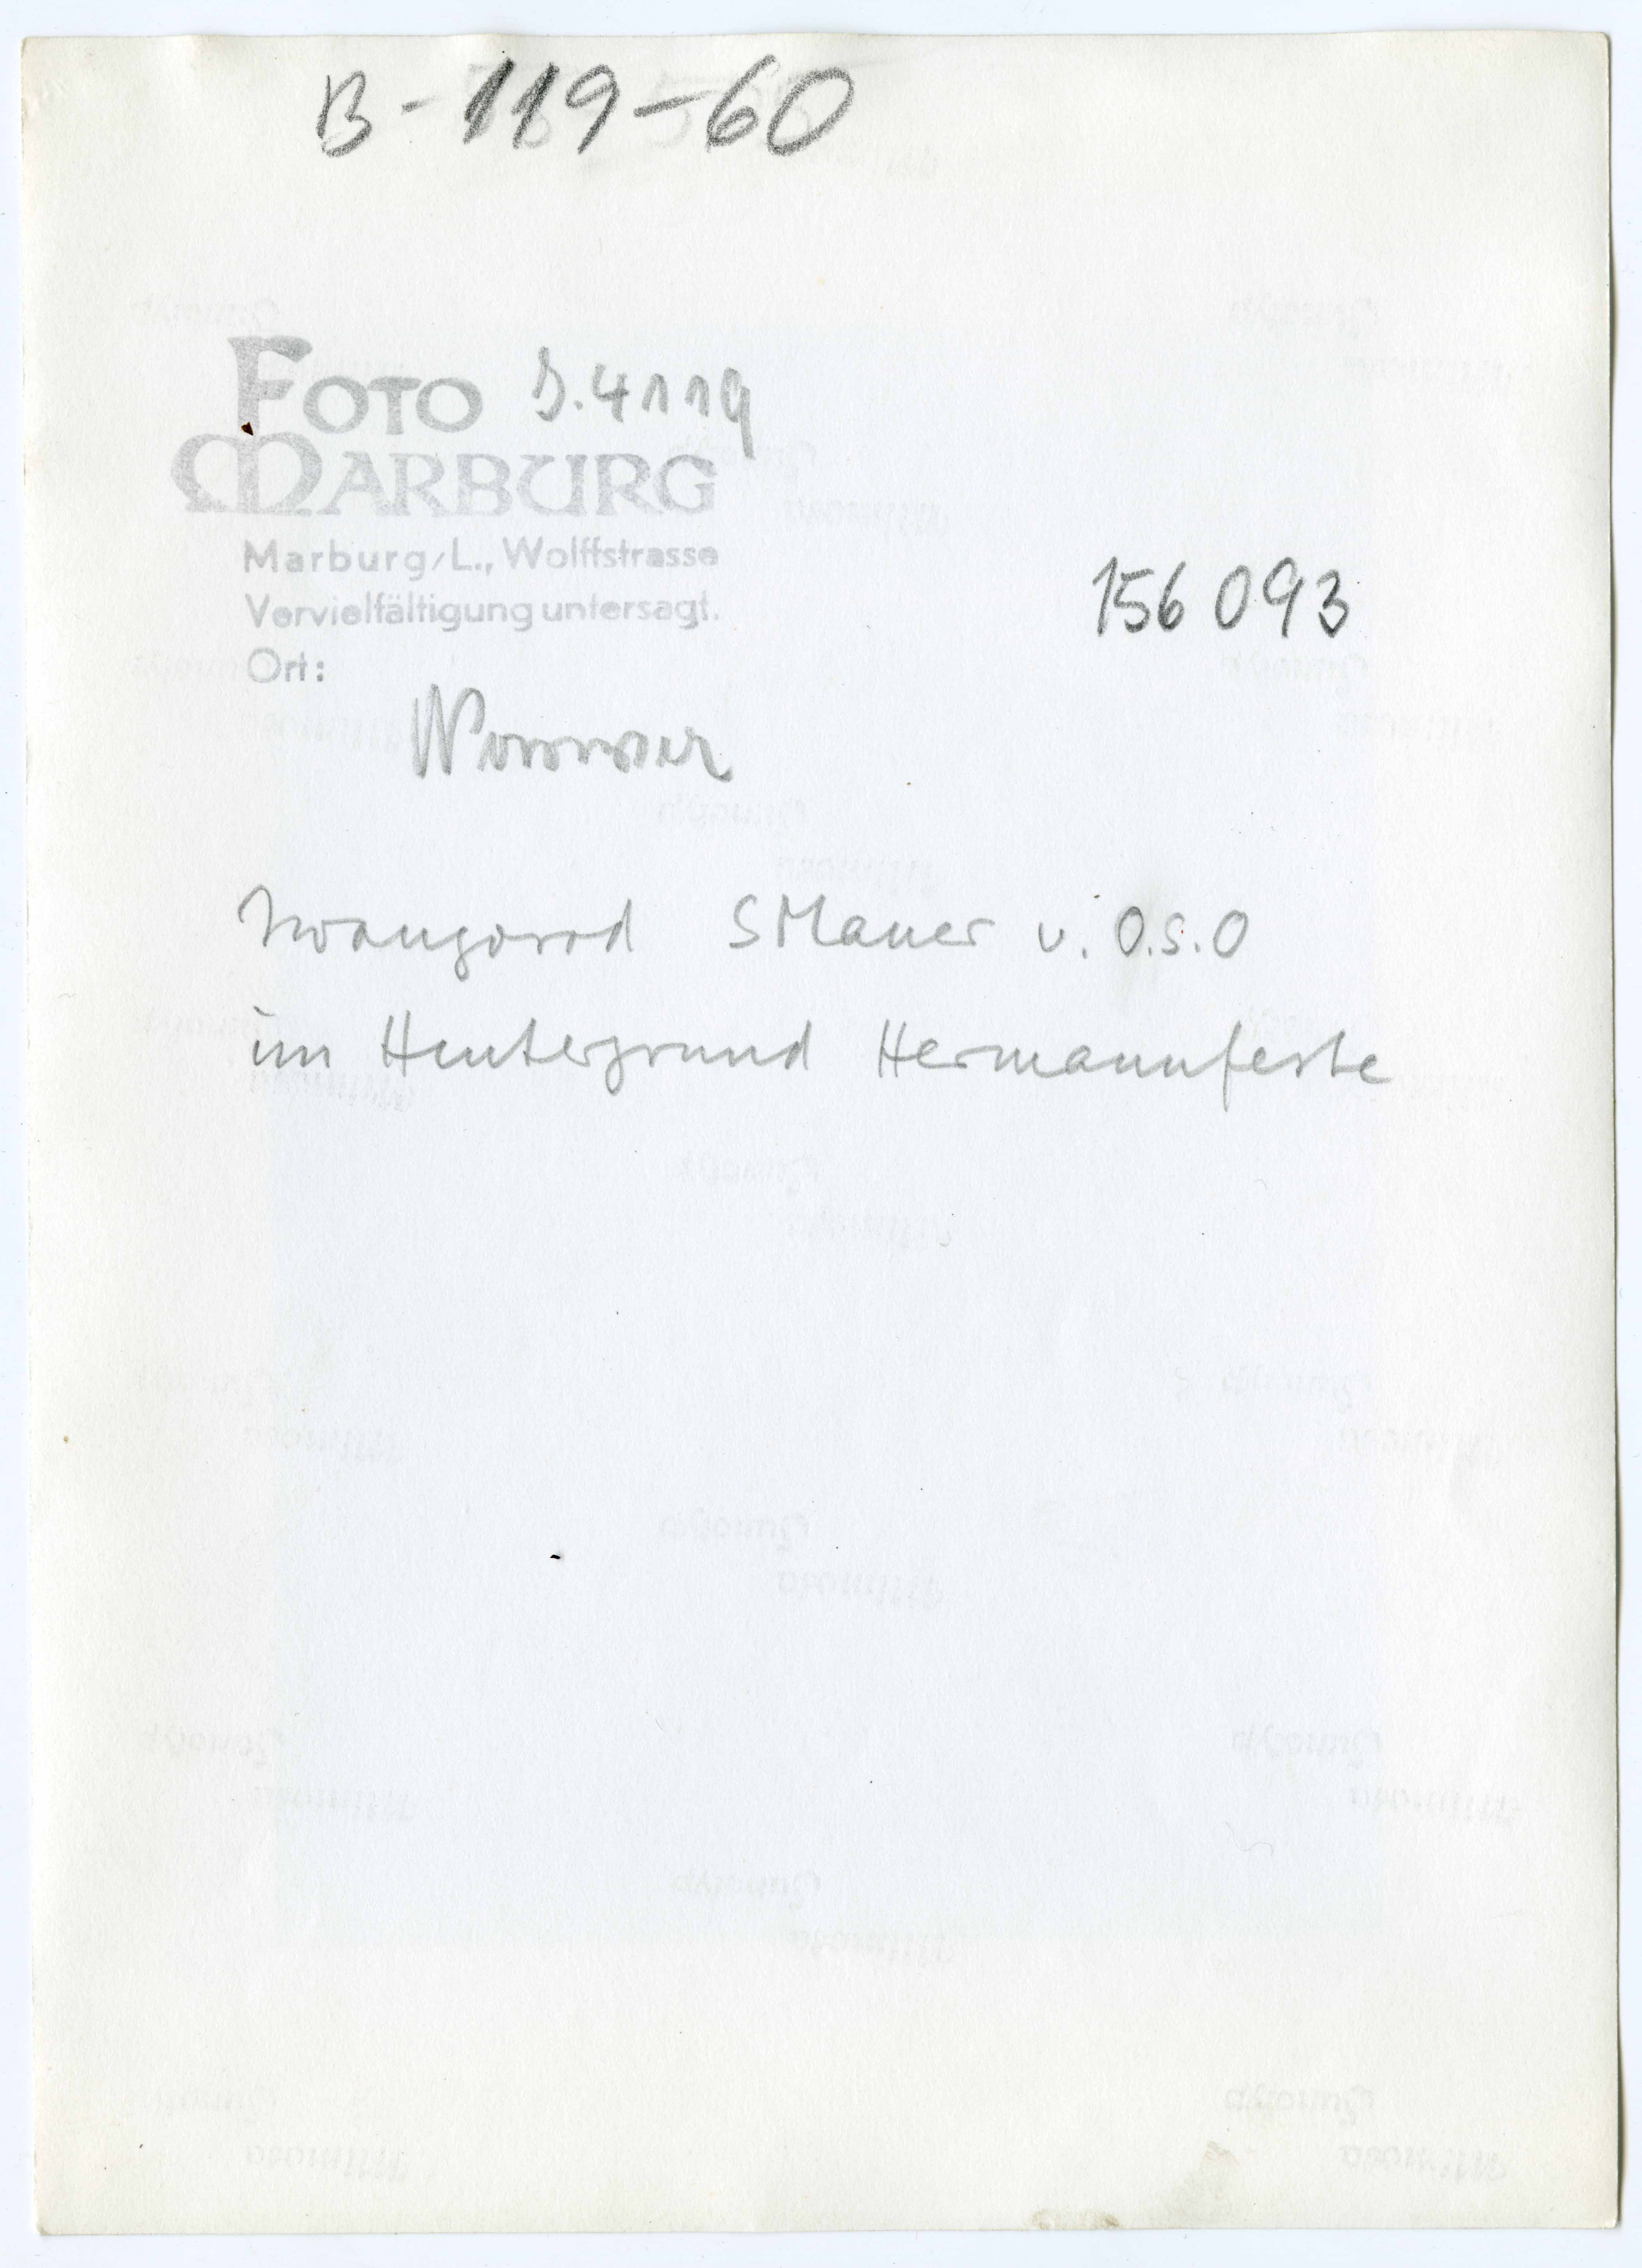 B-119-60
FOTO J.4119
MARBURG
Marburg/L., Wolffstrasse
Vervielfältigung untersagt.
Ort:
156 093
Iwangorod S Mauer v. O.S.O
im Hintergrund Hermannfeste